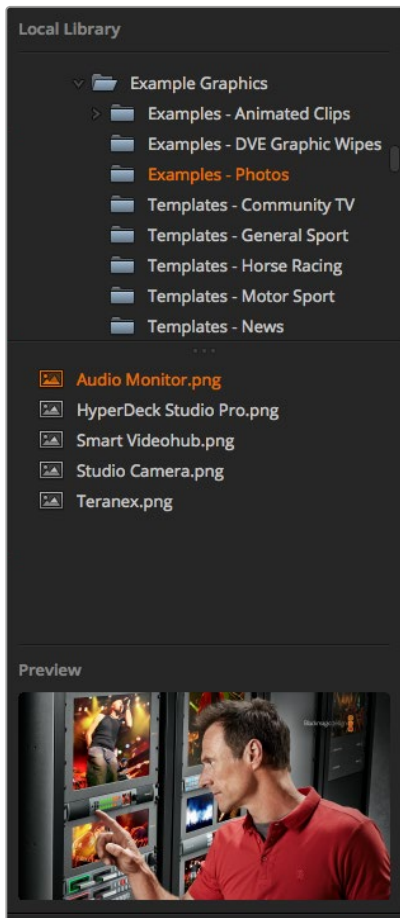 Local Library
Example Graphics
Examples - Animated Clips
Examples - DVE Graphic Wipes
Examples - Photos
Templates - Community TV
Templates - General Sport
Templates - Horse Racing
Templates - Motor Sport
Templates - News
Audio Monitor.png
HyperDeck Studio Pro.png
Smart Videohub.png
Studio Camera.png
Teranex.png
Preview
Blackmagicdesign